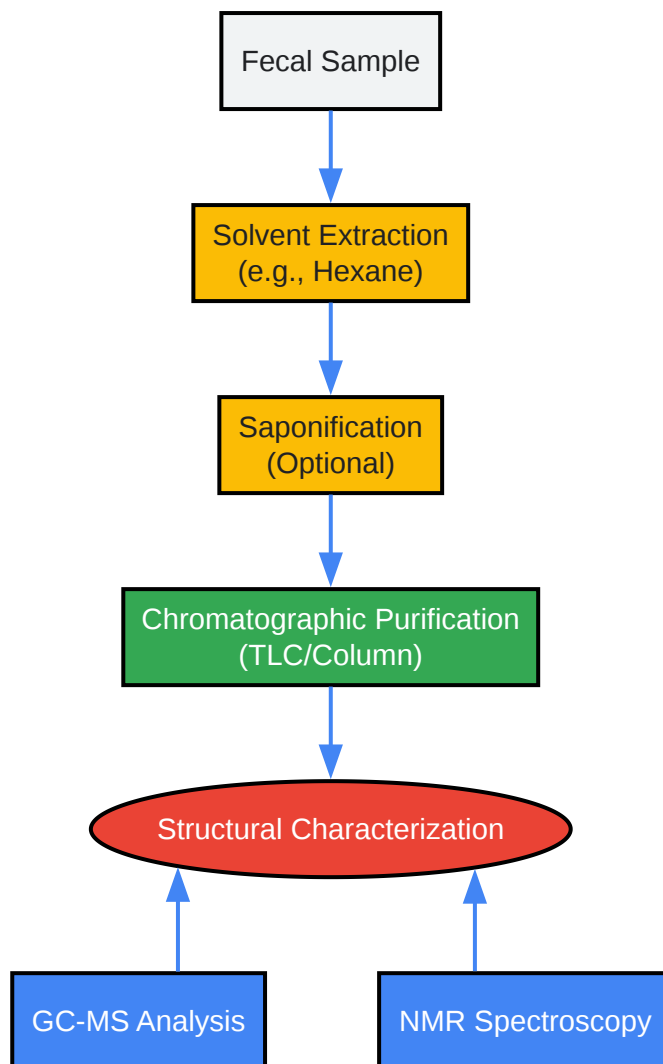 Fecal Sample
Solvent Extraction
(e.g., Hexane)
Saponification
(Optional)
Chromatographic Purification
(TLC/Column)
Structural Characterization
GC-MS Analysis
NMR Spectroscopy